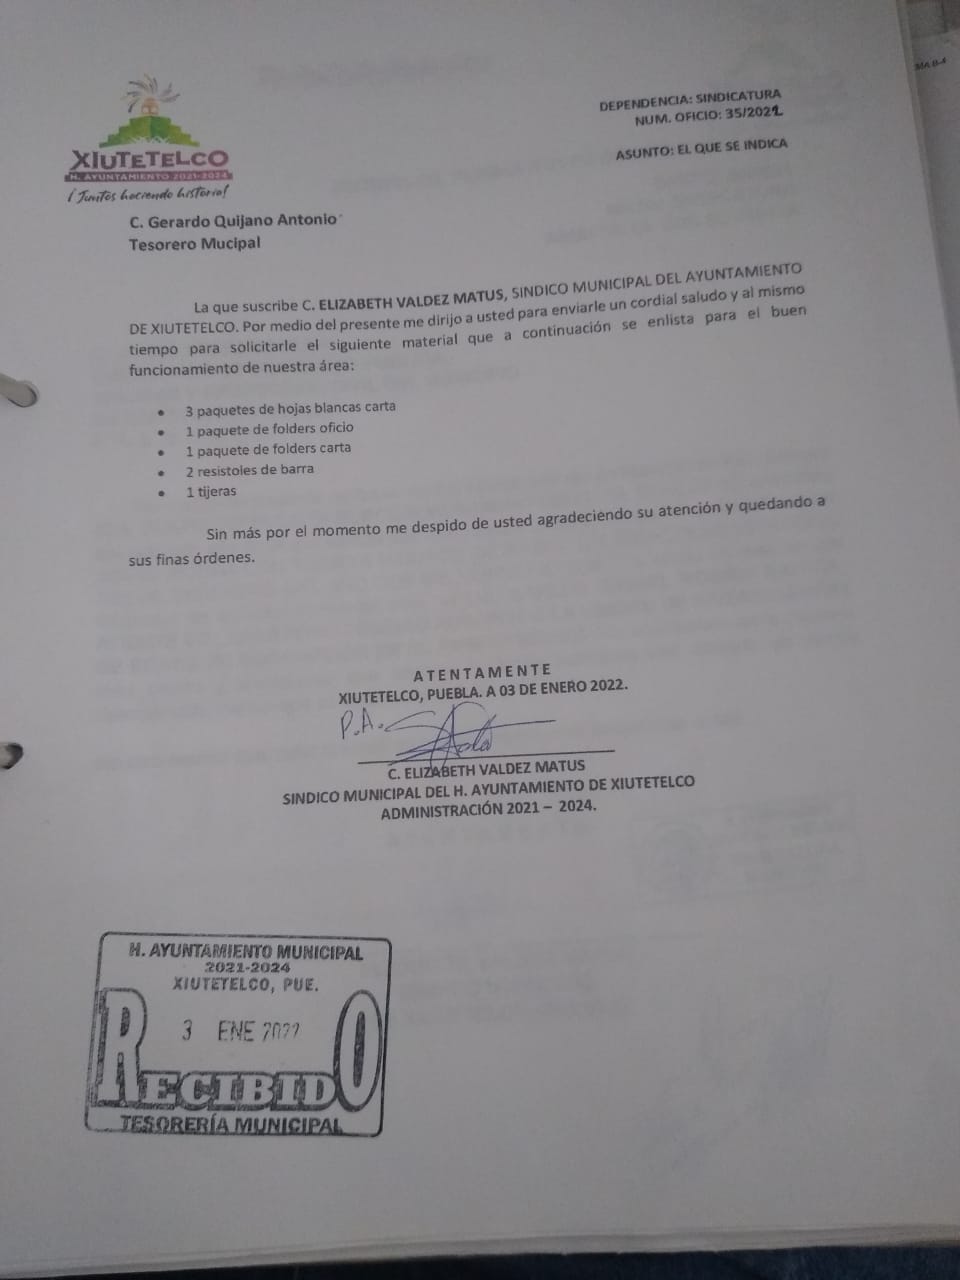 MA B-4
DEPENDENCIA: SINDICATURA
NUM. OFICIO: 35/2022
ASUNTO: EL QUE SE INDICA
XIUTETELCO
H. AYUNTAMIENTO 2021-2024
¡Juntos haciendo historia!
C. Gerardo Quijano Antonio
Tesorero Mucipal
La que suscribe C. ELIZABETH VALDEZ MATUS, SINDICO MUNICIPAL DEL AYUNTAMIENTO
DE XIUTETELCO. Por medio del presente me dirijo a usted para enviarle un cordial saludo y al mismo
tiempo para solicitarle el siguiente material que a continuación se enlista para el buen
funcionamiento de nuestra área:
• 3 paquetes de hojas blancas carta
• 1 paquete de folders oficio
• 1 paquete de folders carta
• 2 resistoles de barra
• 1 tijeras
Sin más por el momento me despido de usted agradeciendo su atención y quedando a
sus finas órdenes.
ATENTAMENTE
XIUTETELCO, PUEBLA. A 03 DE ENERO 2022.
P.A.
C. ELIZABETH VALDEZ MATUS
SINDICO MUNICIPAL DEL H. AYUNTAMIENTO DE XIUTETELCO
ADMINISTRACIÓN 2021 – 2024.
H. AYUNTAMIENTO MUNICIPAL
2021-2024
XIUTETELCO, PUE.
3 ENE 2022
RECIBIDO
TESORERÍA MUNICIPAL